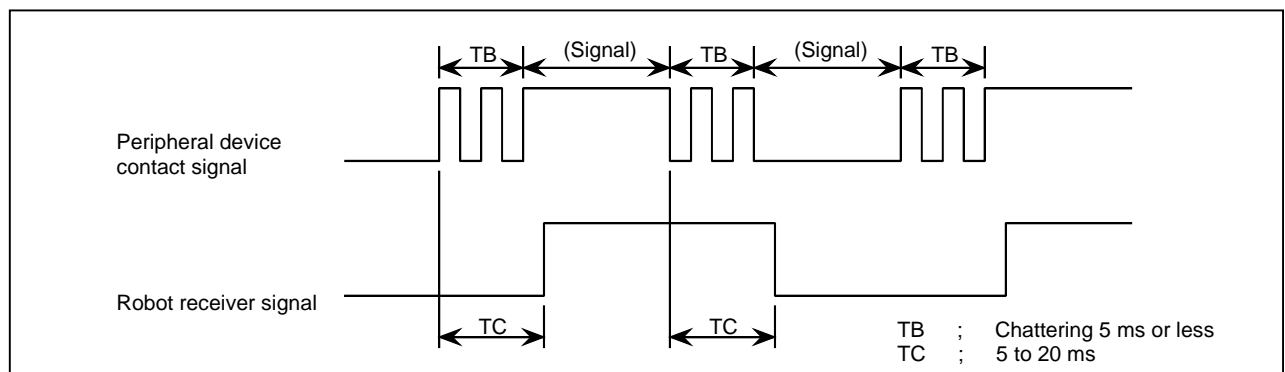 TB (Signal) TB (Signal) TB
Peripheral device
contact signal
Robot receiver signal
TC TC
TB ; Chattering 5 ms or less
TC ; 5 to 20 ms